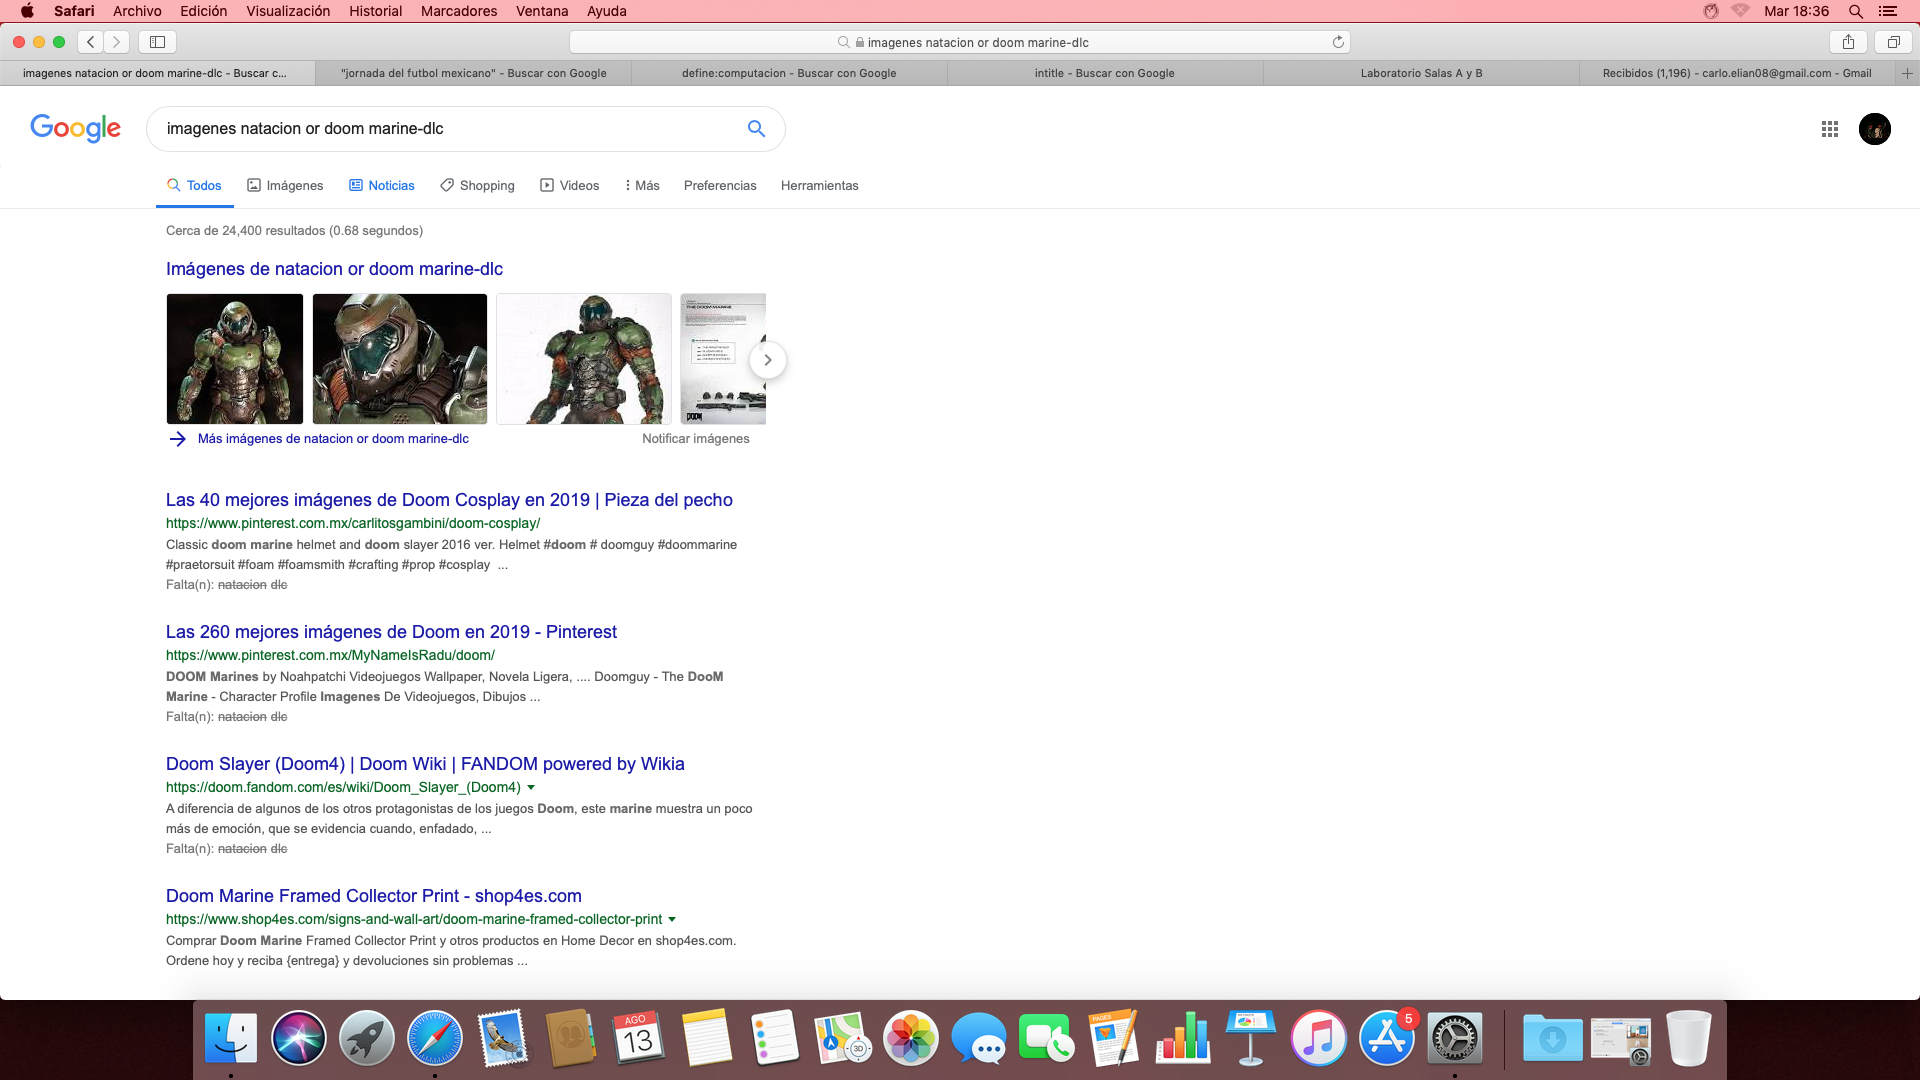 Safari Archivo Edición Visualización Historial Marcadores Ventana Ayuda Mar 18:36
imagenes natacion or doom marine-dlc
imagenes natacion or doom marine-dlc - Buscar c... "jornada del futbol mexicano" - Buscar con Google define:computacion - Buscar con Google intitle - Buscar con Google Laboratorio Salas A y B Recibidos (1,196) - carlo.elian08@gmail.com - Gmail
Google imagenes natacion or doom marine-dlc
Todos Imágenes Noticias Shopping Videos Más Preferencias Herramientas
Cerca de 24,400 resultados (0.68 segundos)
Imágenes de natacion or doom marine-dlc
THE DOOM MARINE
DOOM
Más imágenes de natacion or doom marine-dlc Notificar imágenes
Las 40 mejores imágenes de Doom Cosplay en 2019 | Pieza del pecho
https://www.pinterest.com.mx/carlitosgambini/doom-cosplay/
Classic doom marine helmet and doom slayer 2016 ver. Helmet #doom # doomguy #doommarine
#praetorsuit #foam #foamsmith #crafting #prop #cosplay ...
Falta(n): natacion dlc
Las 260 mejores imágenes de Doom en 2019 - Pinterest
https://www.pinterest.com.mx/MyNameIsRadu/doom/
DOOM Marines by Noahpatchi Videojuegos Wallpaper, Novela Ligera, .... Doomguy - The DooM
Marine - Character Profile Imagenes De Videojuegos, Dibujos ...
Falta(n): natacion dlc
Doom Slayer (Doom4) | Doom Wiki | FANDOM powered by Wikia
https://doom.fandom.com/es/wiki/Doom_Slayer_(Doom4)
A diferencia de algunos de los otros protagonistas de los juegos Doom, este marine muestra un poco
más de emoción, que se evidencia cuando, enfadado, ...
Falta(n): natacion dlc
Doom Marine Framed Collector Print - shop4es.com
https://www.shop4es.com/signs-and-wall-art/doom-marine-framed-collector-print
Comprar Doom Marine Framed Collector Print y otros productos en Home Decor en shop4es.com.
Ordene hoy y reciba {entrega} y devoluciones sin problemas ...
AGO
13
3D
PAGES
KEYNOTE
5